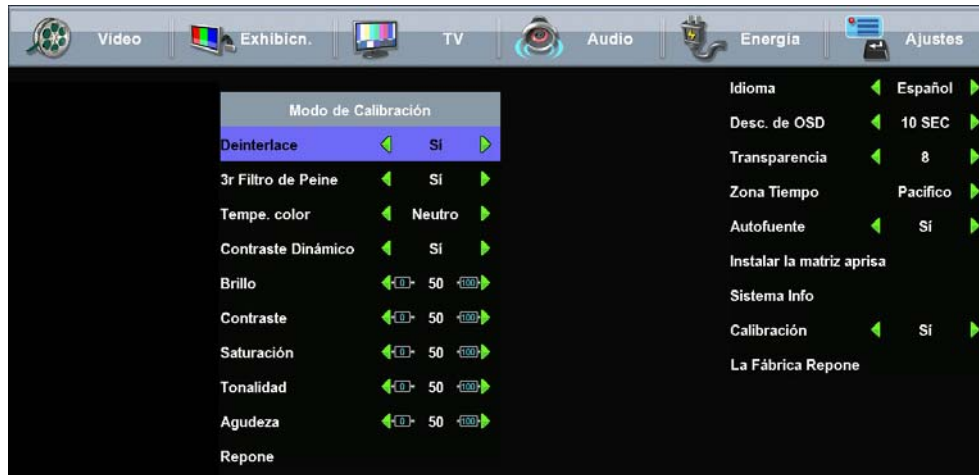 Video Exhibicn. TV Audio Energía Ajustes
Modo de Calibración
Deinterlace Sí
3r Filtro de Peine Sí
Tempe. color Neutro
Contraste Dinámico Sí
Brillo 0 50 100
Contraste 0 50 100
Saturación 0 50 100
Tonalidad 0 50 100
Agudeza 0 50 100
Repone
Idioma Español
Desc. de OSD 10 SEC
Transparencia 8
Zona Tiempo Pacifico
Autofuente Sí
Instalar la matriz aprisa
Sistema Info
Calibración Sí
La Fábrica Repone